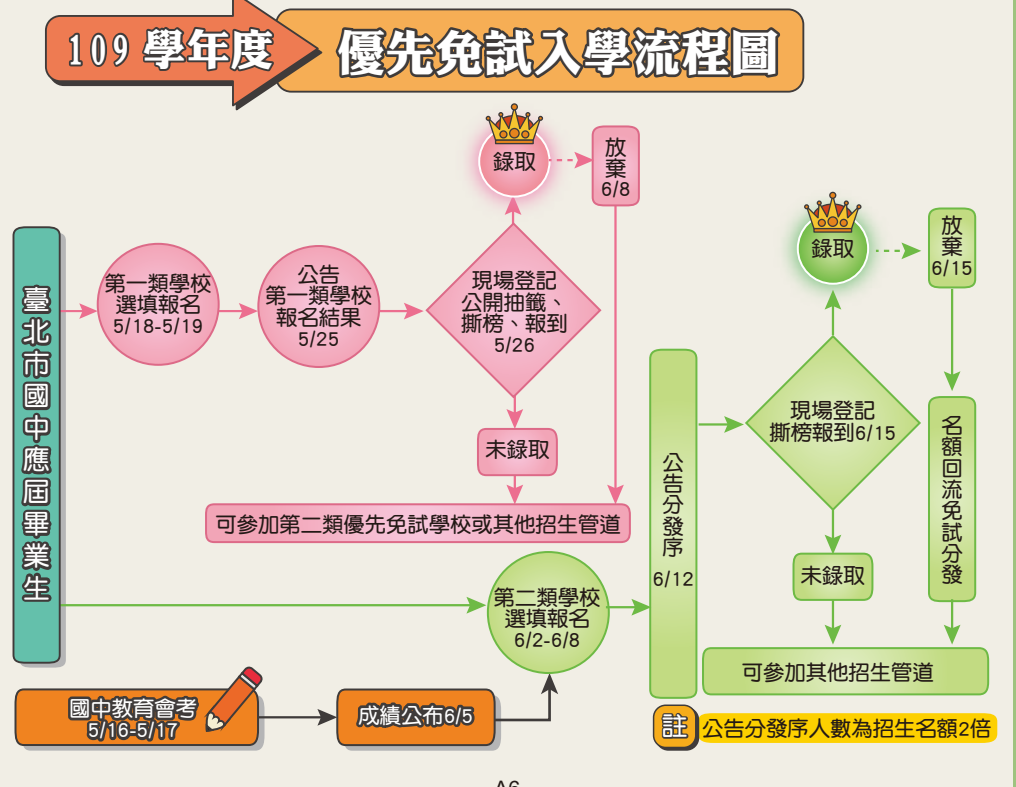 109 學年度
優先免試入學流程圖
臺北市國中應屆畢業生
第一類學校
選填報名
5/18-5/19
公告
第一類學校
報名結果
5/25
現場登記
公開抽籤、
撕榜、報到
5/26
錄取
放棄
6/8
未錄取
可參加第二類優先免試學校或其他招生管道
第二類學校
選填報名
6/2-6/8
國中教育會考
5/16-5/17
成績公布6/5
公告分發序
6/12
現場登記
撕榜報到6/15
錄取
放棄
6/15
名額回流免試分發
未錄取
可參加其他招生管道
註 公告分發序人數為招生名額2倍
A6